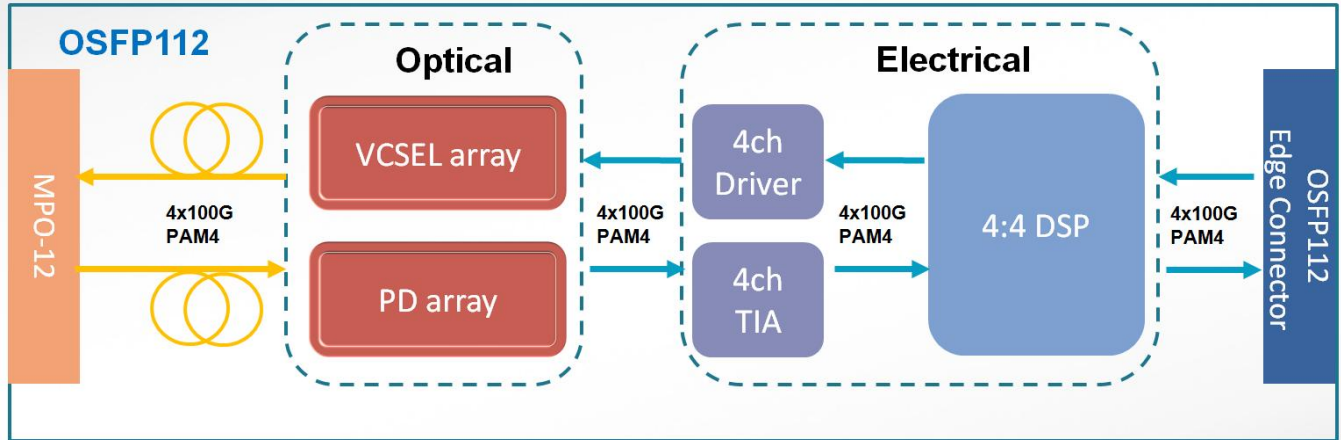 OSFP112
Optical
Electrical
MPO-12
4x100G
PAM4
VCSEL array
PD array
4x100G
PAM4
4ch
Driver
4ch
TIA
4x100G
PAM4
4:4 DSP
4x100G
PAM4
OSFP112
Edge Connector